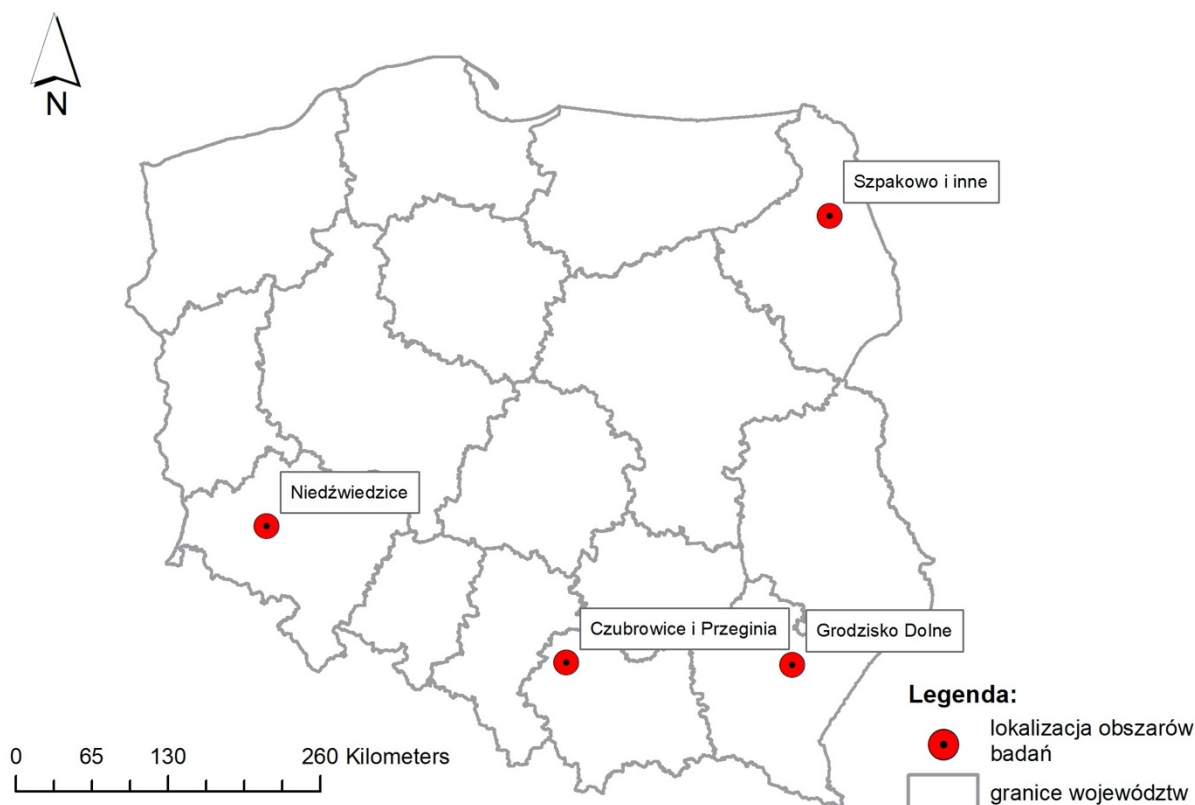 N
Szpakowo i inne
Niedźwiedzice
Czubrowice i Przeginia
Grodzisko Dolne
Legenda:
lokalizacja obszarów
badań
granice województw
0 65 130 260 Kilometers